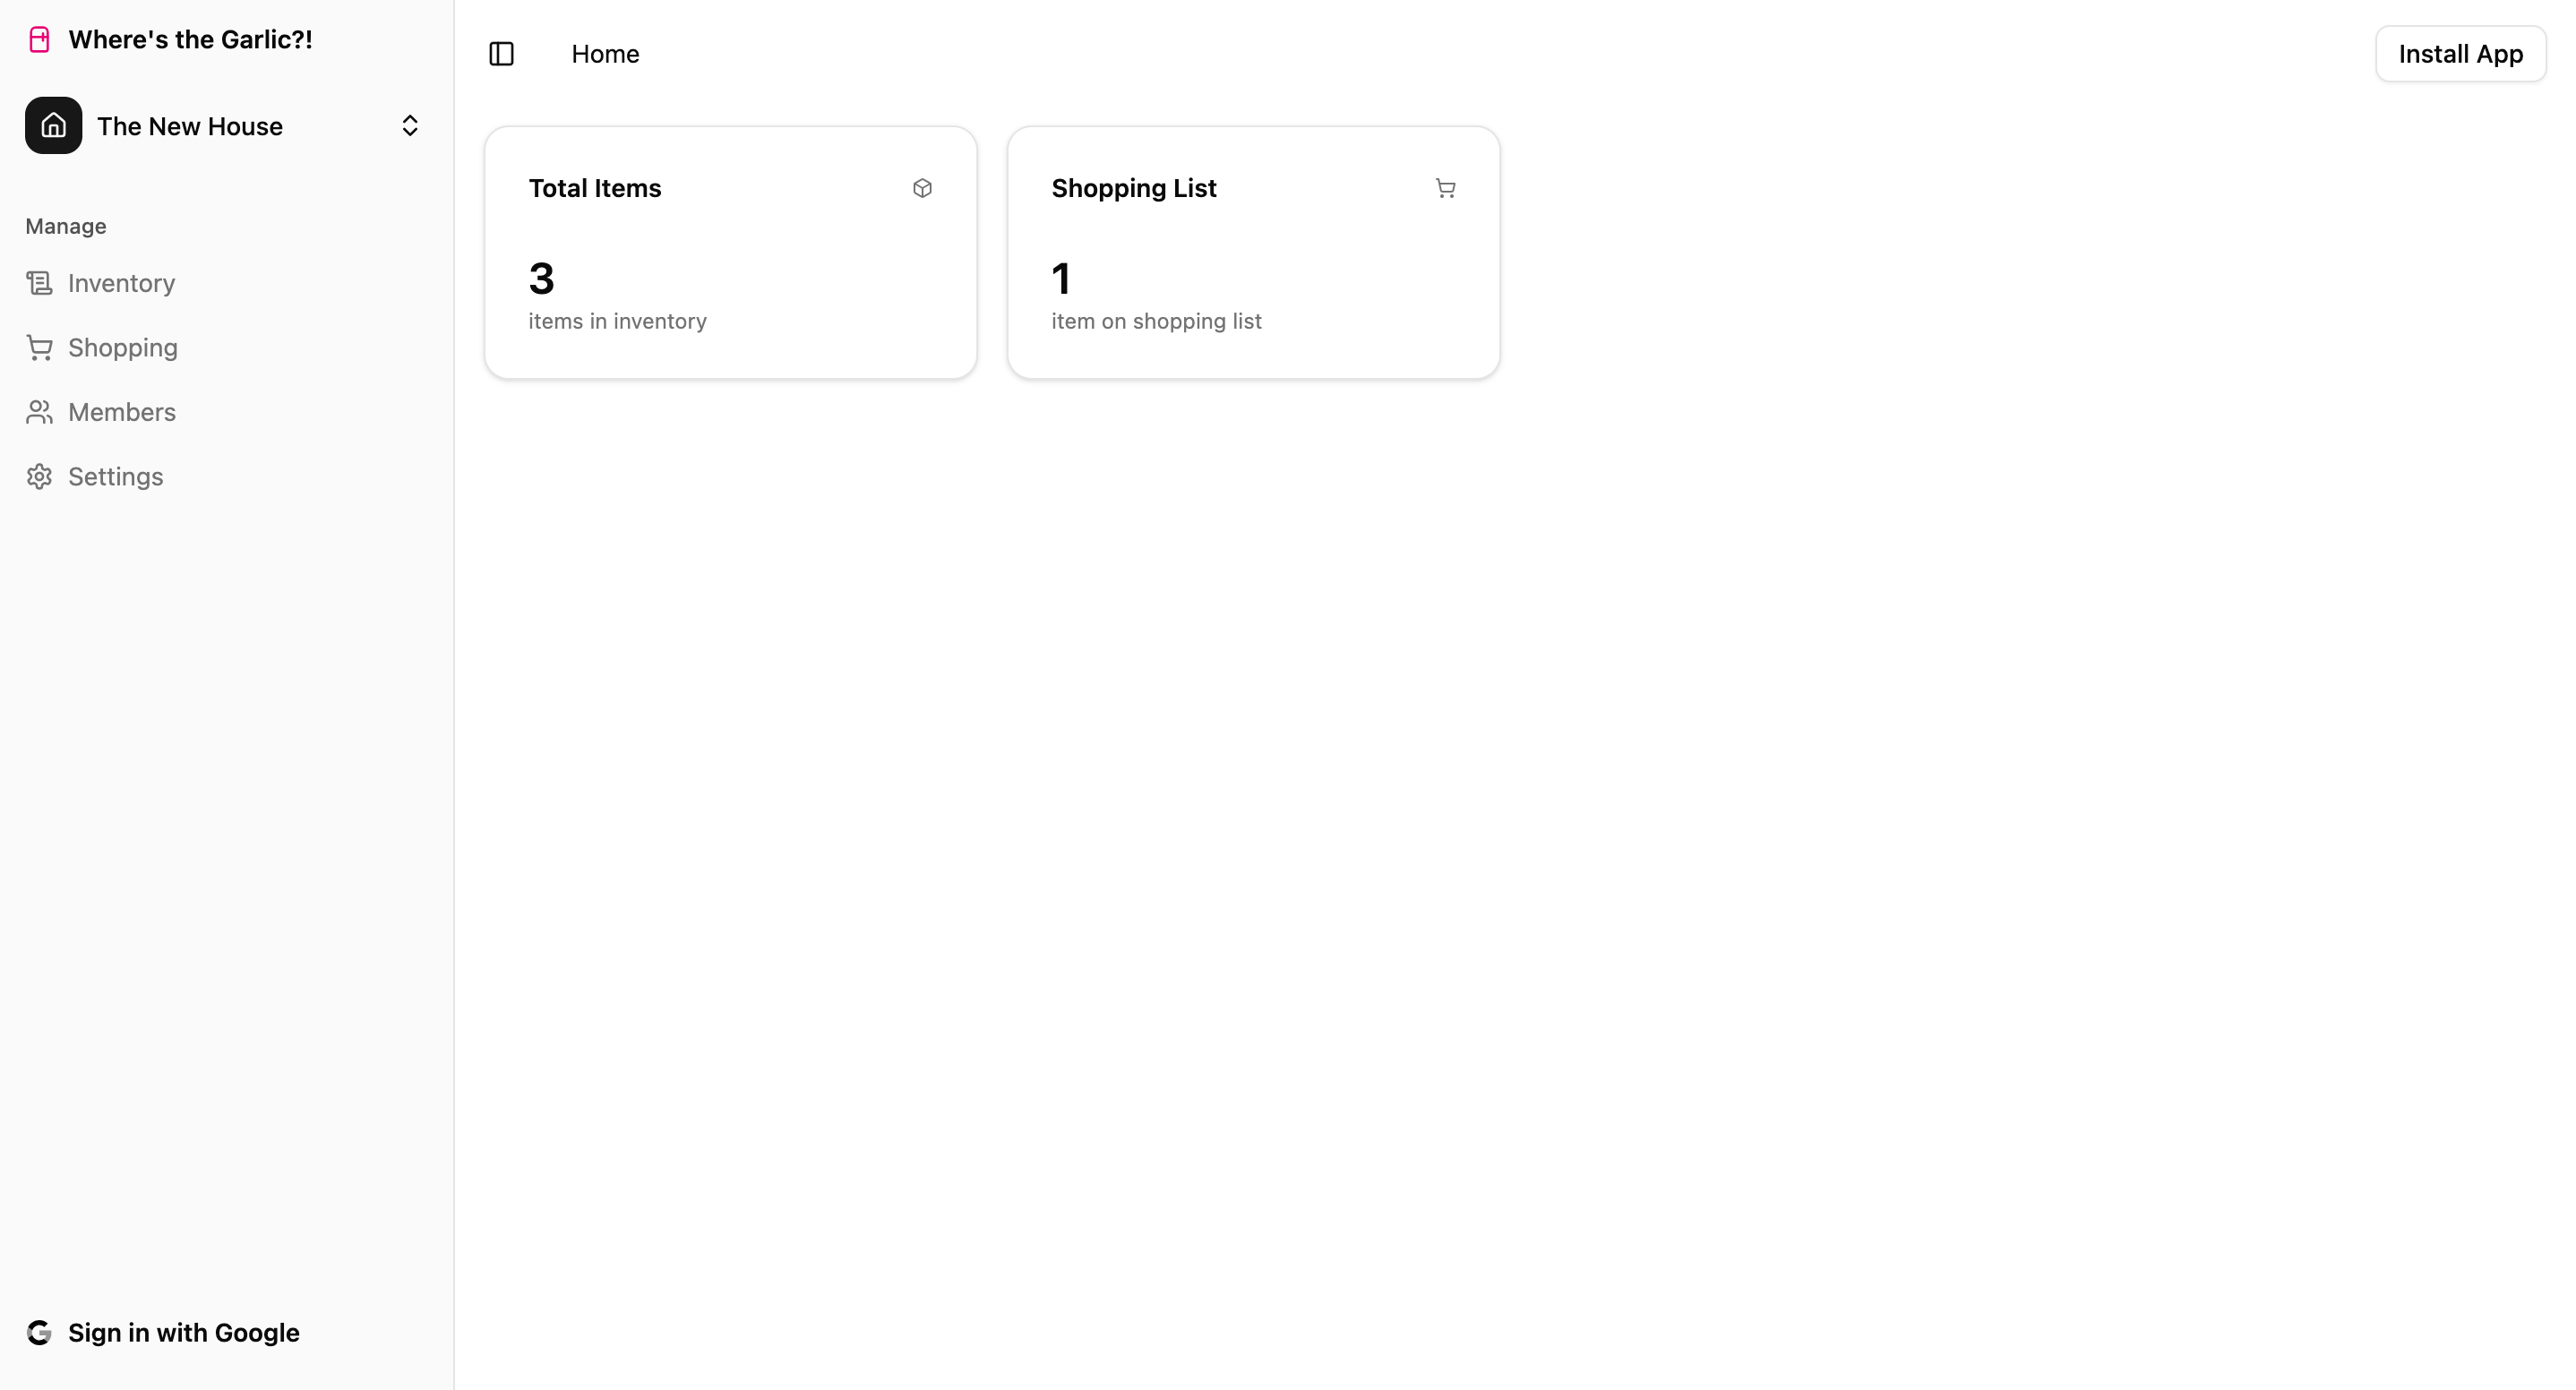 Where's the Garlic?!
The New House
Manage
Inventory
Shopping
Members
Settings
Sign in with Google
Home
Install App
Total Items
3
items in inventory
Shopping List
1
item on shopping list